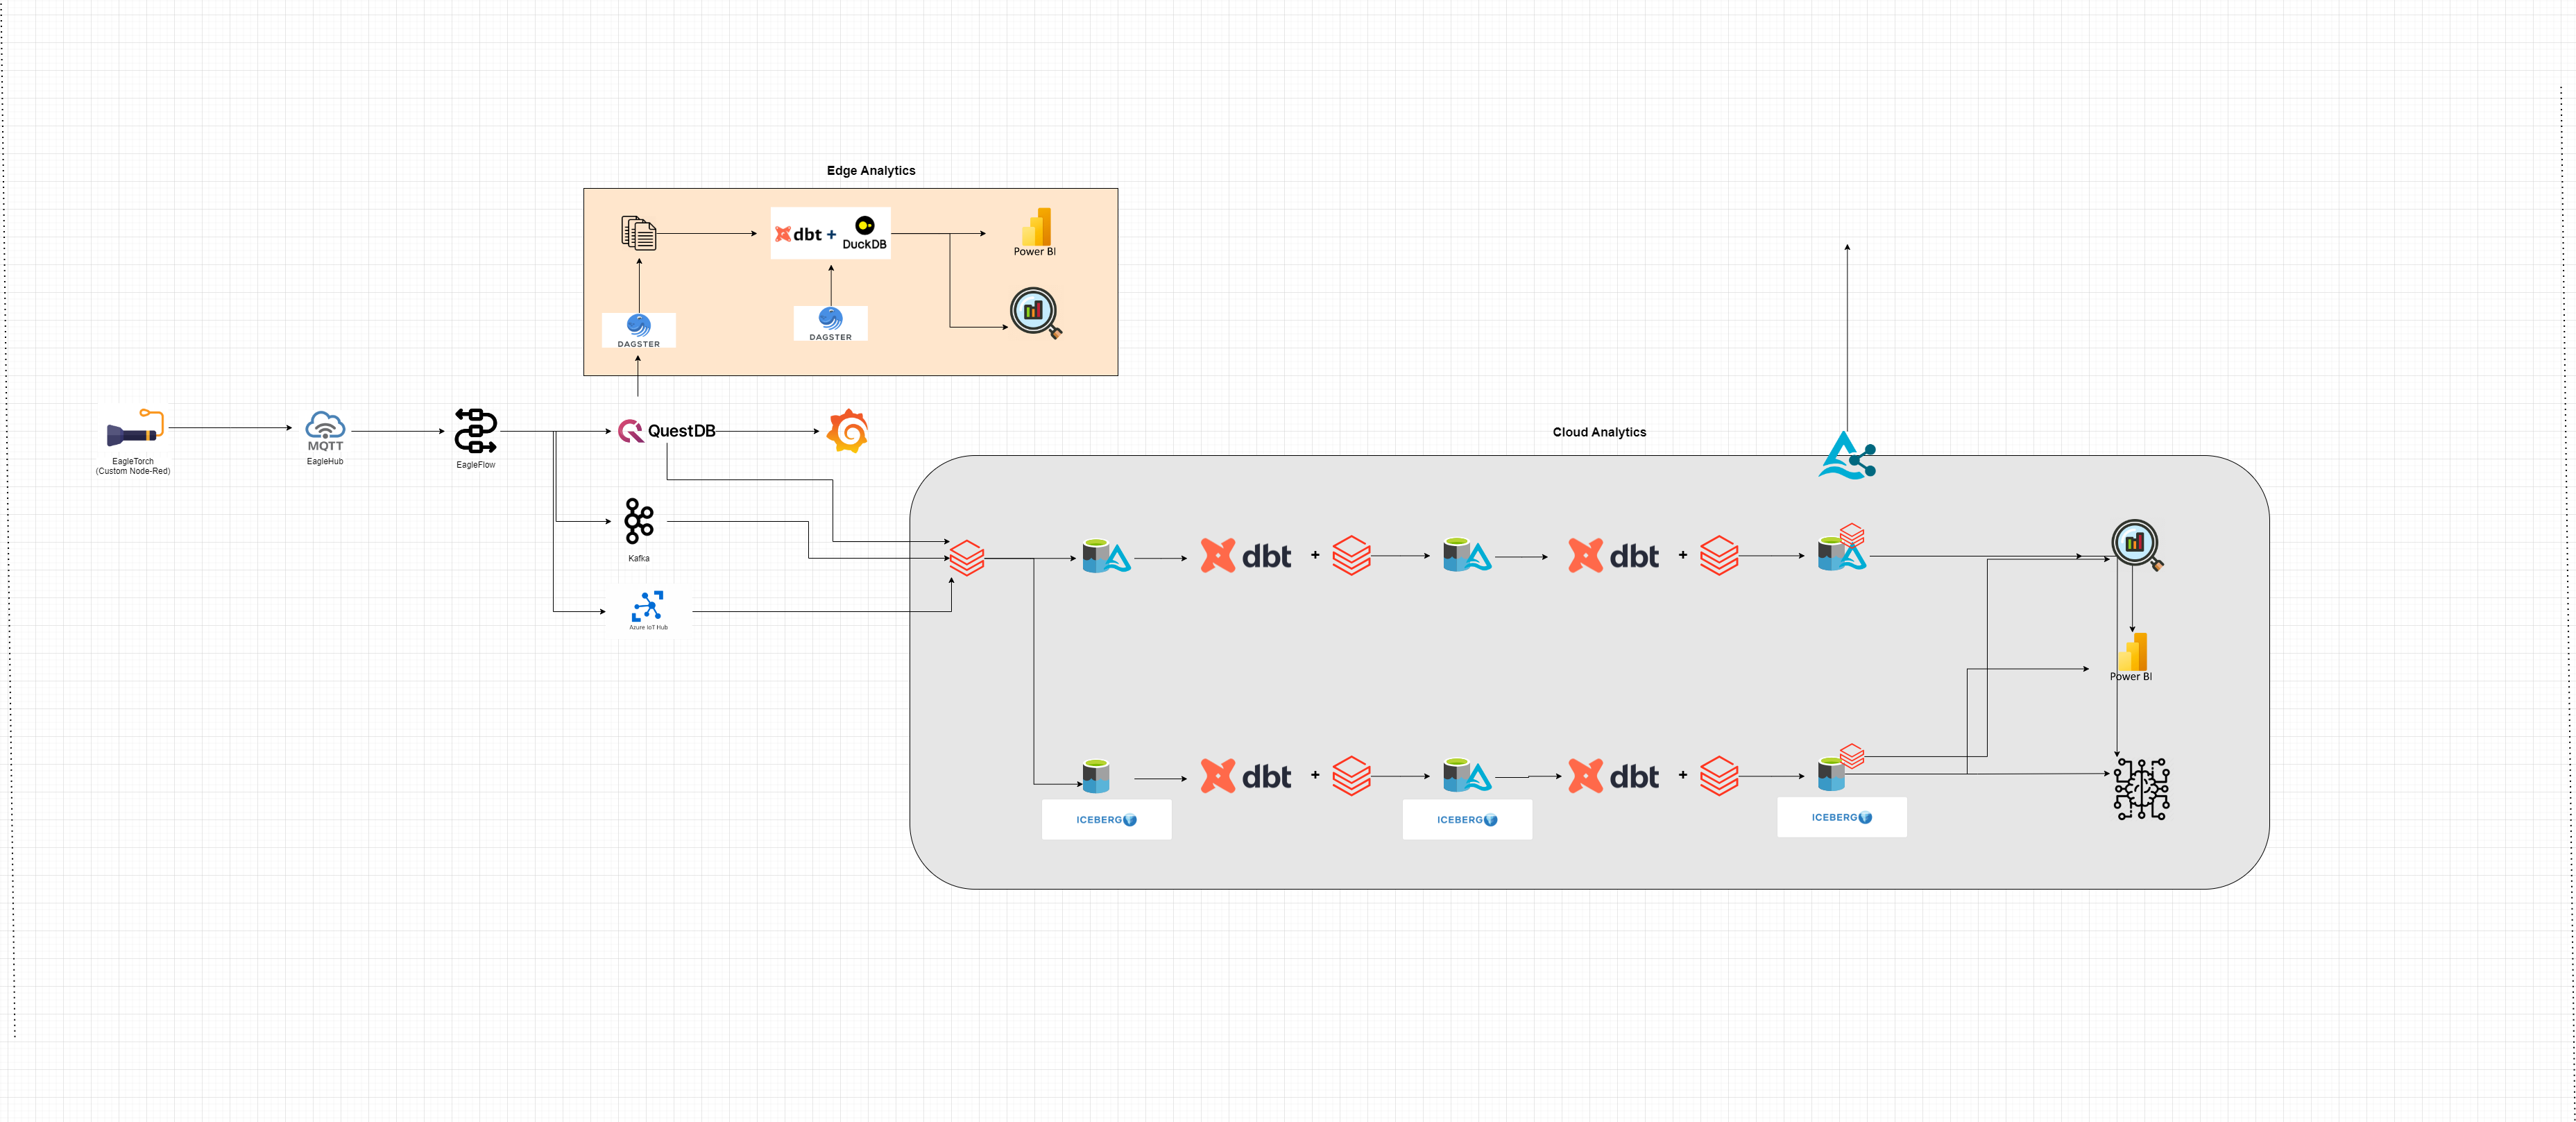 Edge Analytics
dbt +
DuckDB
Power BI
DAGSTER
DAGSTER
MQTT
EagleTorch
(Custom Node-Red)
EagleHub
EagleFlow
QuestDB
Kafka
Azure IoT Hub
Cloud Analytics
dbt
+
dbt
+
Power BI
dbt
+
dbt
+
ICEBERG
ICEBERG
ICEBERG